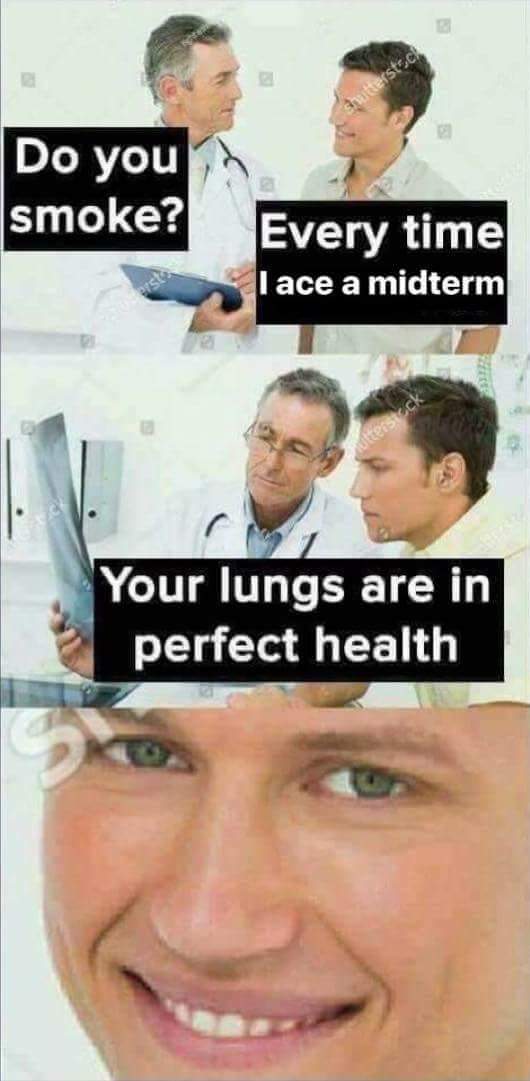 Do you
smoke?
Every time
I ace a midterm
Your lungs are in
perfect health